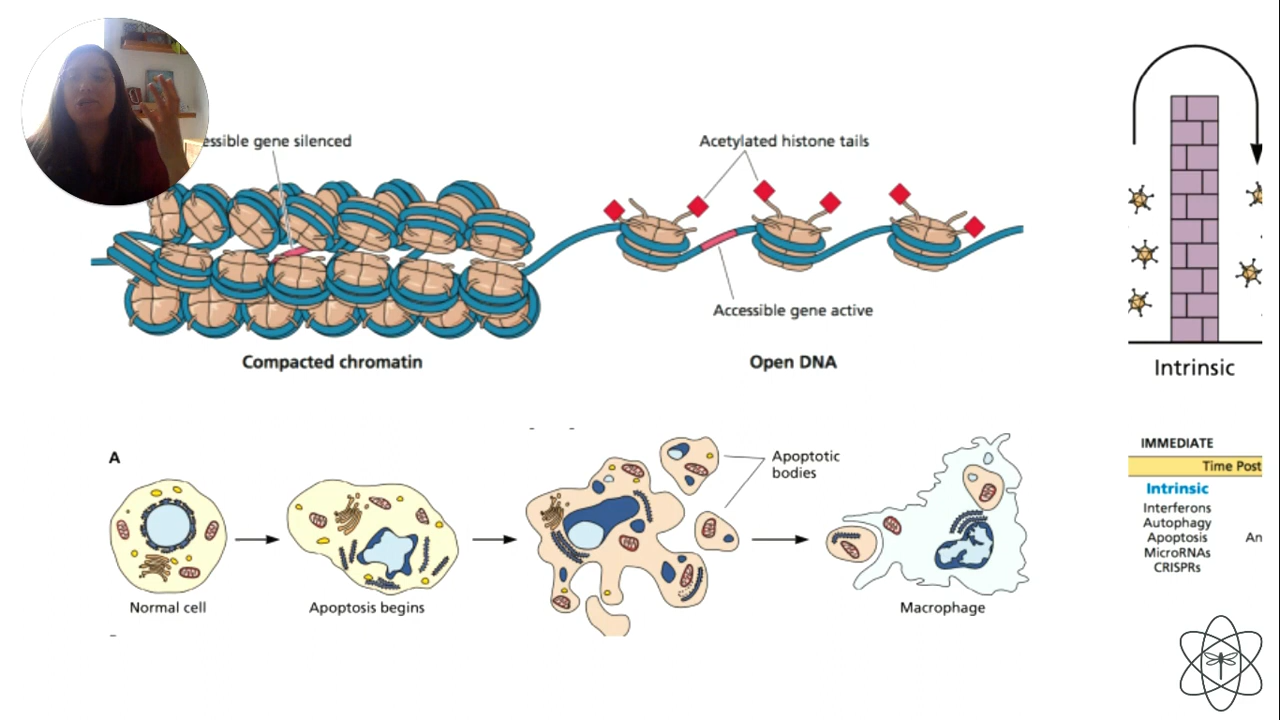 essible gene silenced
Acetylated histone tails
Accessible gene active
Compacted chromatin
Open DNA
Intrinsic
A
Apoptotic
bodies
Normal cell
Apoptosis begins
Macrophage
IMMEDIATE
Time Post
Intrinsic
Interferons
Autophagy
Apoptosis
An
MicroRNAs
CRISPRs